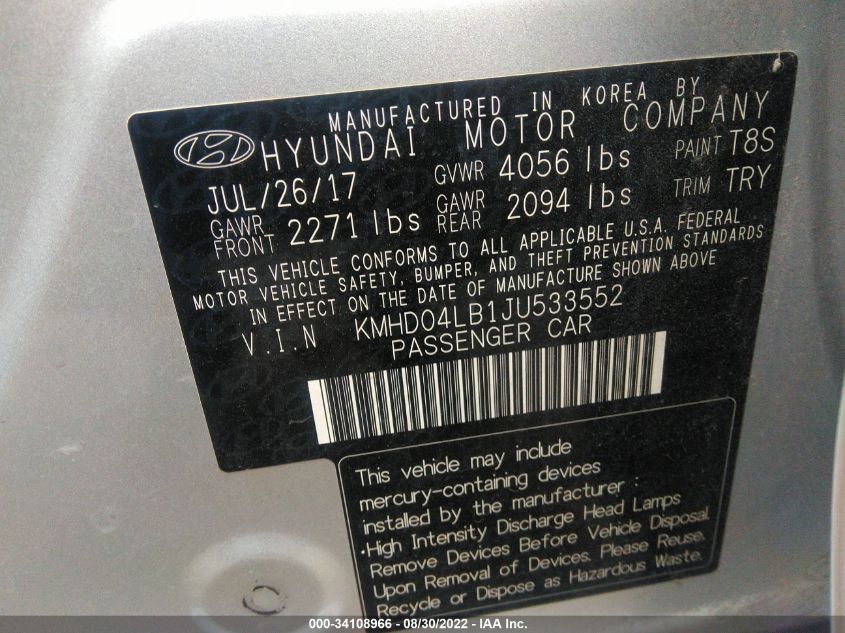 MANUFACTURED IN KOREA BY
HYUNDAI MOTOR COMPANY
JUL/26/17 GVWR 4056 lbs PAINT T8S
GAWR FRONT 2271 lbs GAWR REAR 2094 lbs TRIM TRY
THIS VEHICLE CONFORMS TO ALL APPLICABLE U.S.A. FEDERAL
MOTOR VEHICLE SAFETY, BUMPER, AND THEFT PREVENTION STANDARDS
IN EFFECT ON THE DATE OF MANUFACTURE SHOWN ABOVE
V.I.N KMHD04LB1JU533552
PASSENGER CAR
This vehicle may include
mercury-containing devices
installed by the manufacturer :
•High Intensity Discharge Head Lamps
Remove Devices Before Vehicle Disposal.
Upon Removal of Devices. Please Reuse.
Recycle or Dispose as Hazardous Waste.
000-34108966 - 08/30/2022 - IAA Inc.